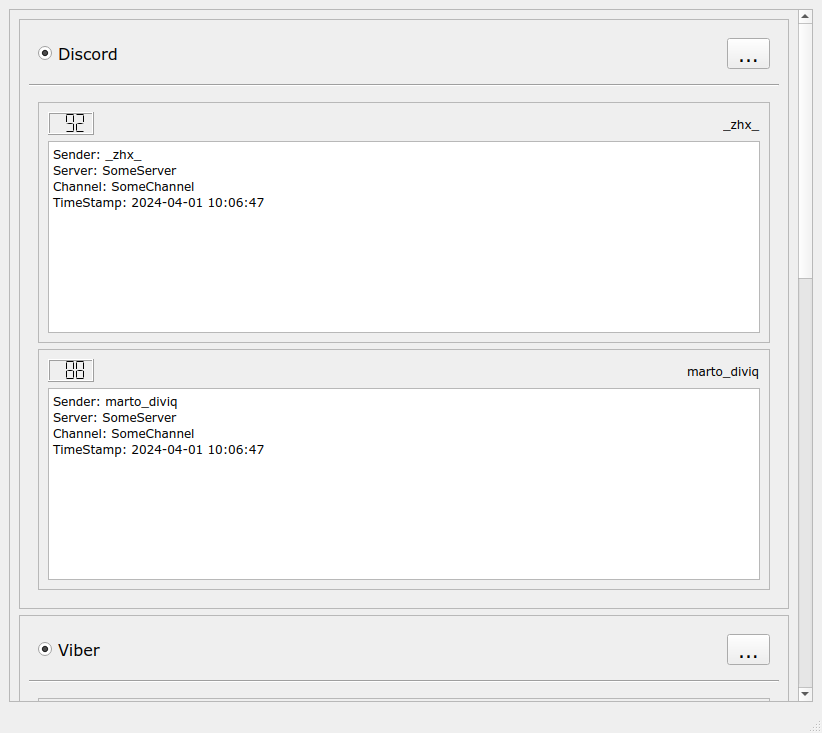 Discord
...
92
_zhx_
Sender: _zhx_
Server: SomeServer
Channel: SomeChannel
TimeStamp: 2024-04-01 10:06:47
88
marto_diviq
Sender: marto_diviq
Server: SomeServer
Channel: SomeChannel
TimeStamp: 2024-04-01 10:06:47
Viber
...